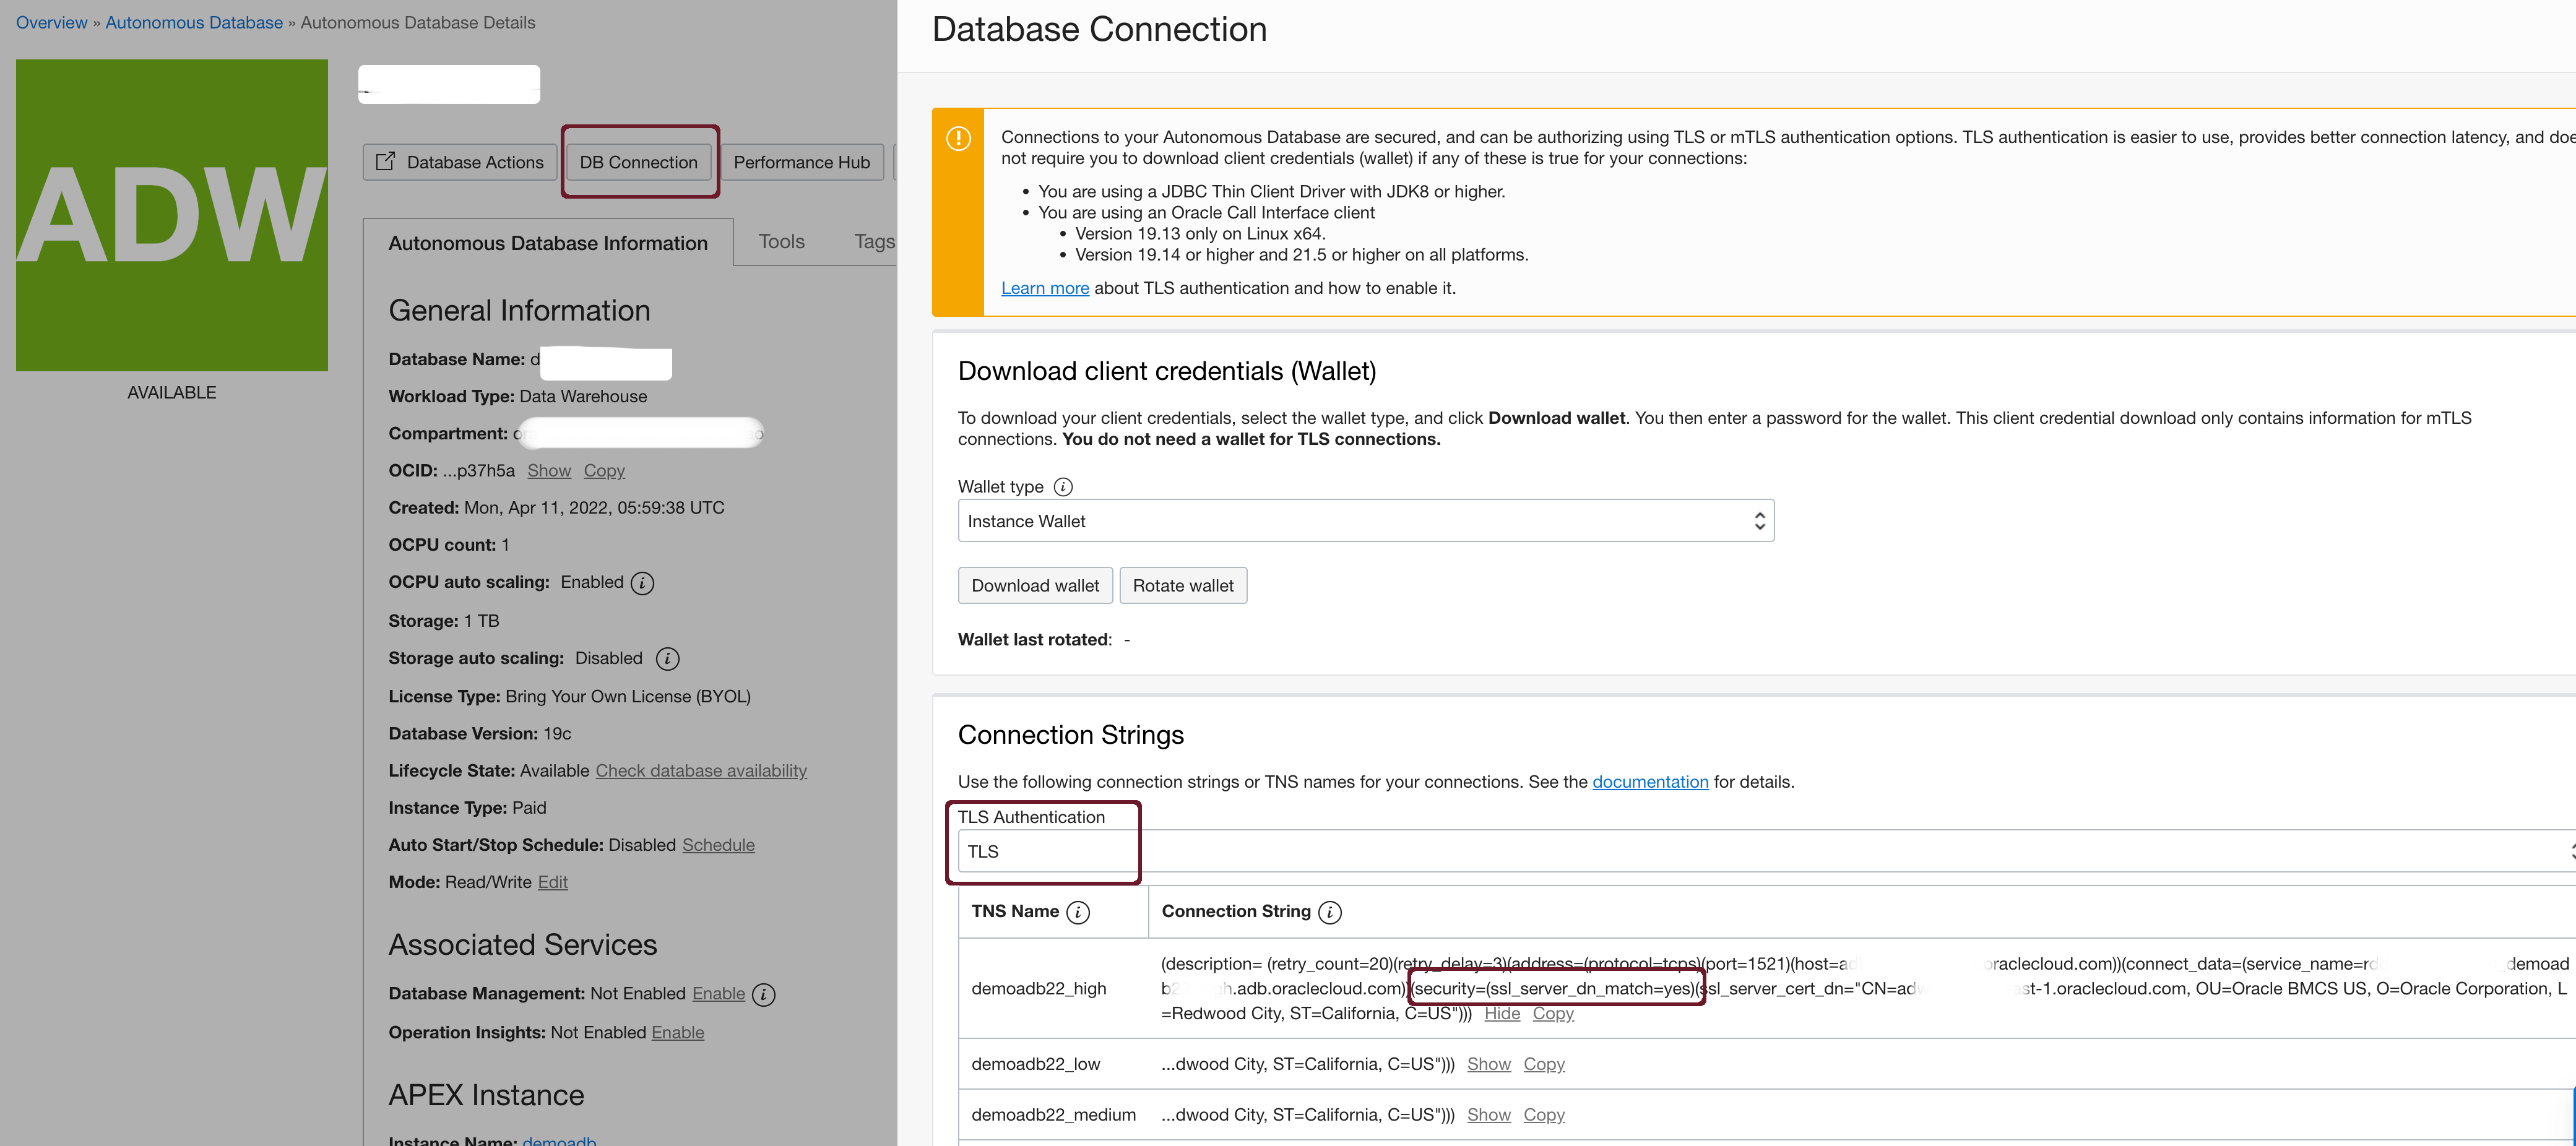 Overview » Autonomous Database » Autonomous Database Details
ADW
AVAILABLE
Database Actions
DB Connection
Performance Hub
Autonomous Database Information
Tools
Tags
General Information
Database Name: d
Workload Type: Data Warehouse
Compartment:
OCID: ...p37h5a Show Copy
Created: Mon, Apr 11, 2022, 05:59:38 UTC
OCPU count: 1
OCPU auto scaling: Enabled
Storage: 1 TB
Storage auto scaling: Disabled
License Type: Bring Your Own License (BYOL)
Database Version: 19c
Lifecycle State: Available Check database availability
Instance Type: Paid
Auto Start/Stop Schedule: Disabled Schedule
Mode: Read/Write Edit
Associated Services
Database Management: Not Enabled Enable
Operation Insights: Not Enabled Enable
APEX Instance
Instance Name: demoadb
Database Connection
Connections to your Autonomous Database are secured, and can be authorizing using TLS or mTLS authentication options. TLS authentication is easier to use, provides better connection latency, and doe
not require you to download client credentials (wallet) if any of these is true for your connections:
• You are using a JDBC Thin Client Driver with JDK8 or higher.
• You are using an Oracle Call Interface client
• Version 19.13 only on Linux x64.
• Version 19.14 or higher and 21.5 or higher on all platforms.
Learn more about TLS authentication and how to enable it.
Download client credentials (Wallet)
To download your client credentials, select the wallet type, and click Download wallet. You then enter a password for the wallet. This client credential download only contains information for mTLS
connections. You do not need a wallet for TLS connections.
Wallet type
Instance Wallet
Download wallet
Rotate wallet
Wallet last rotated: -
Connection Strings
Use the following connection strings or TNS names for your connections. See the documentation for details.
TLS Authentication
TLS
TNS Name
Connection String
demoadb22_high
(description= (retry_count=20)(retry_delay=3)(address=(protocol=tcps)(port=1521)(host=ad oraclecloud.com))(connect_data=(service_name=rd _demoad
h.adb.oraclecloud.com))(security=(ssl_server_dn_match=yes)(ssl_server_cert_dn="CN=adw st-1.oraclecloud.com, OU=Oracle BMCS US, O=Oracle Corporation, L
=Redwood City, ST=California, C=US"))) Hide Copy
demoadb22_low
...dwood City, ST=California, C=US"))) Show Copy
demoadb22_medium
...dwood City, ST=California, C=US"))) Show Copy